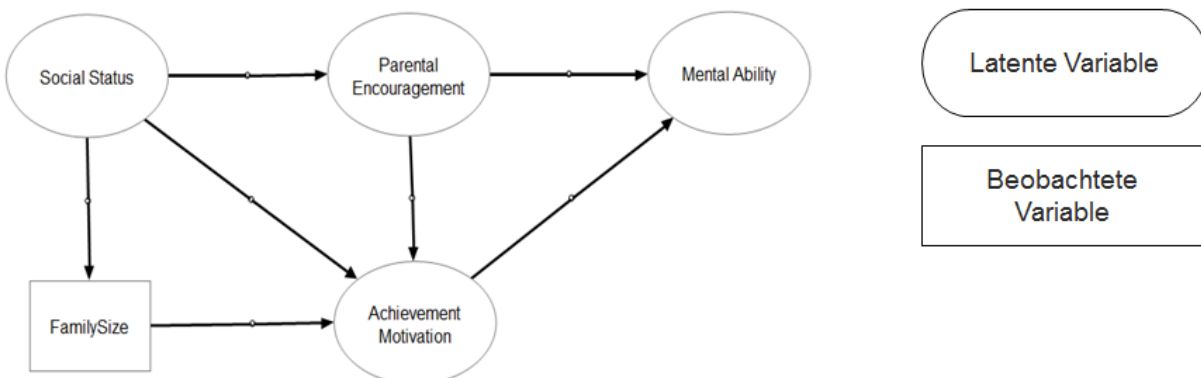 Social Status
Parental
Encouragement
Mental Ability
Latente Variable
Beobachtete
Variable
FamilySize
Achievement
Motivation